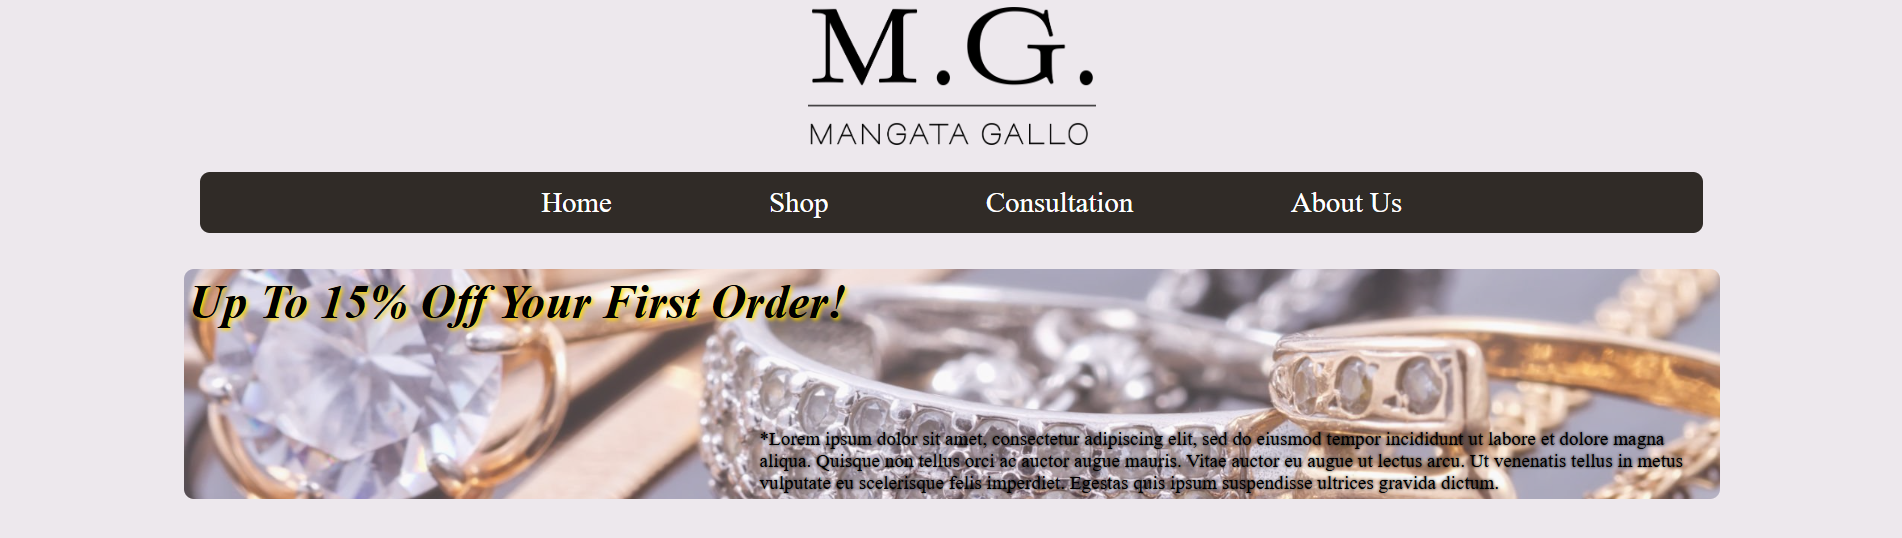 M.G.
MANGATA GALLO
Home Shop Consultation About Us
Up To 15% Off Your First Order!
*Lorem ipsum dolor sit amet, consectetur adipiscing elit, sed do eiusmod tempor incididunt ut labore et dolore magna
aliqua. Quisque non tellus orci ac auctor augue mauris. Vitae auctor eu augue ut lectus arcu. Ut venenatis tellus in metus
vulputate eu scelerisque felis imperdiet. Egestas quis ipsum suspendisse ultrices gravida dictum.